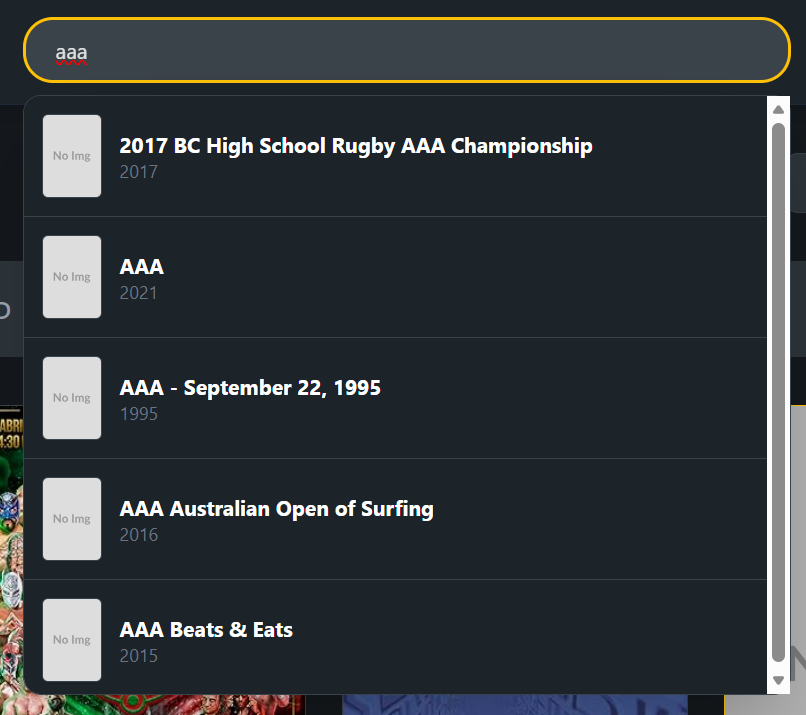 aaa
No Img
2017 BC High School Rugby AAA Championship
2017
No Img
AAA
2021
No Img
AAA - September 22, 1995
1995
No Img
AAA Australian Open of Surfing
2016
No Img
AAA Beats & Eats
2015